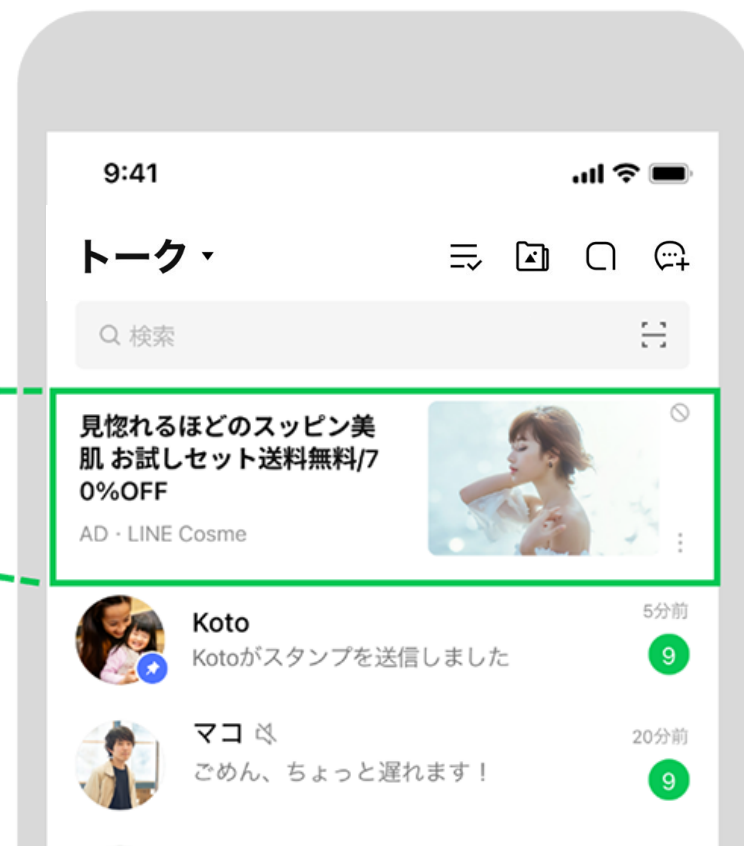 9:41
トーク
検索
見惚れるほどのスッピン美
肌 お試しセット送料無料/7
0%OFF
AD · LINE Cosme
Koto
5分前
Kotoがスタンプを送信しました
9
マコ
20分前
ごめん、ちょっと遅れます！
9